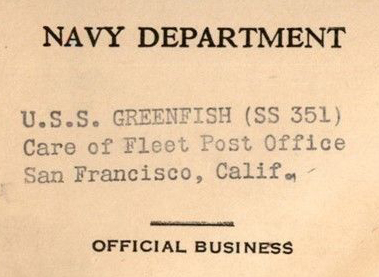 NAVY DEPARTMENT
U.S.S. GREENFISH (SS 351)
Care of Fleet Post Office
San Francisco, Calif.
OFFICIAL BUSINESS